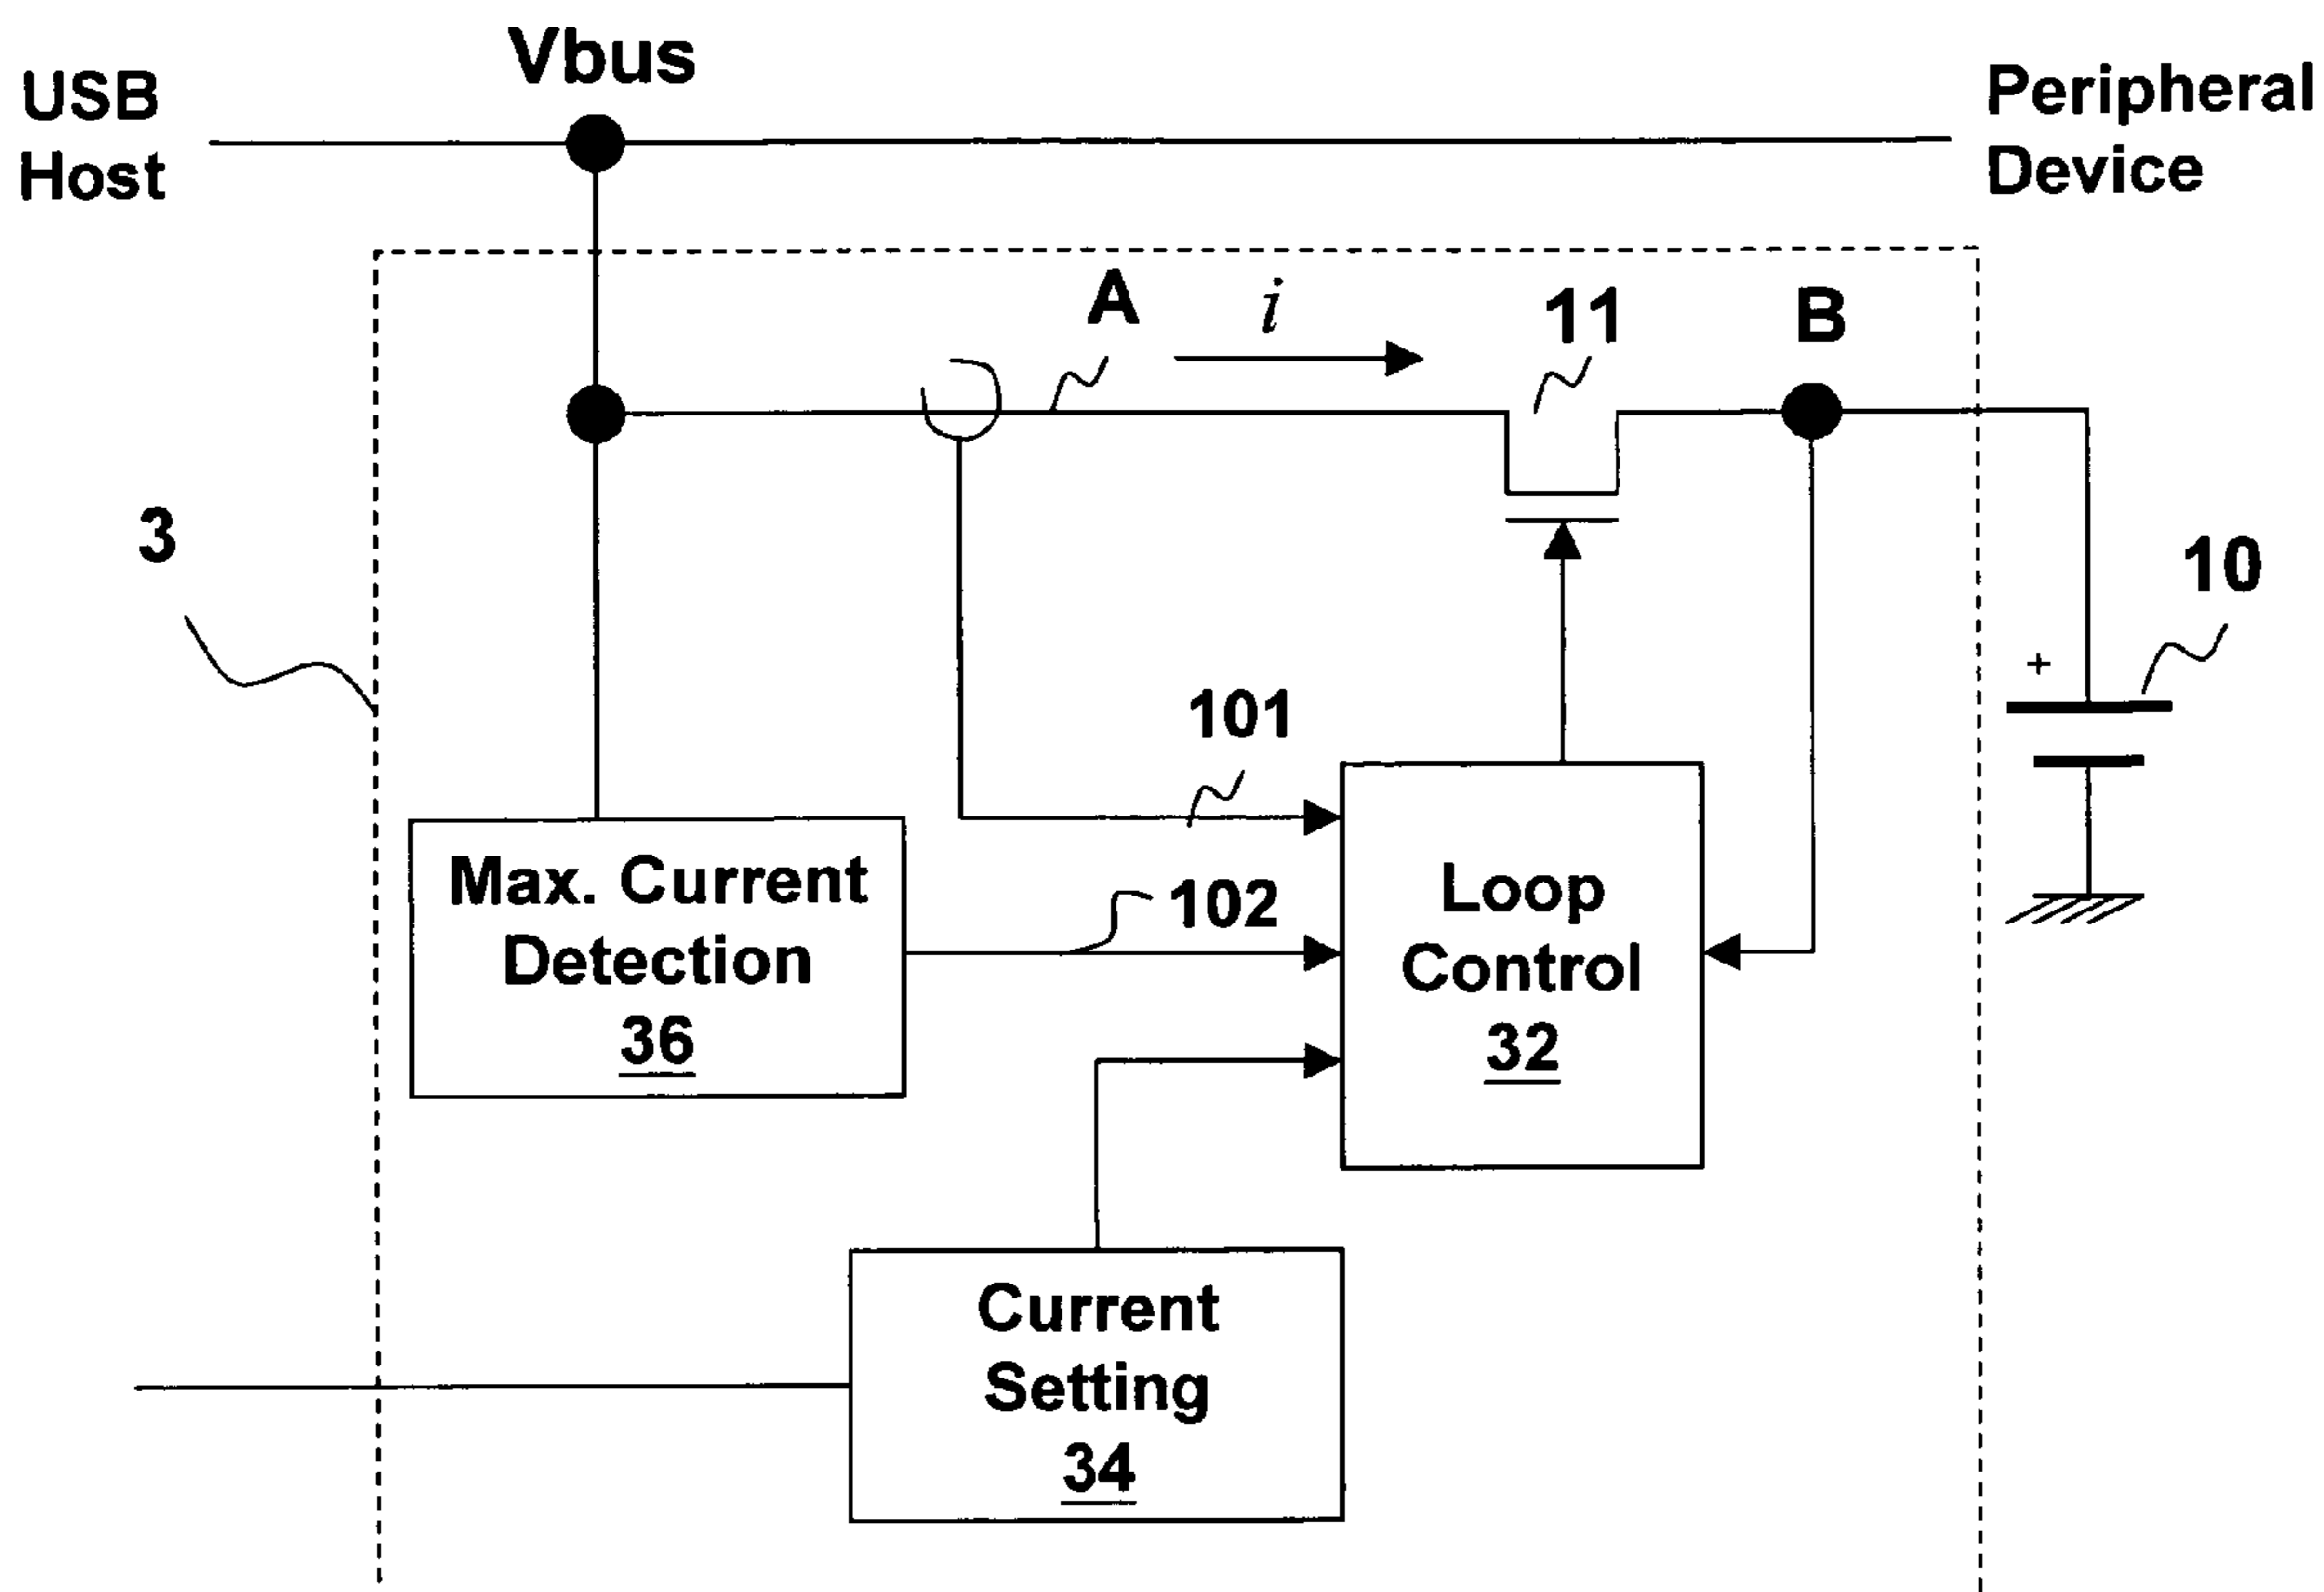 USB
Host
Vbus
Peripheral
Device
A
i
11
B
3
10
+
101
Max. Current
Detection
36
102
Loop
Control
32
Current
Setting
34